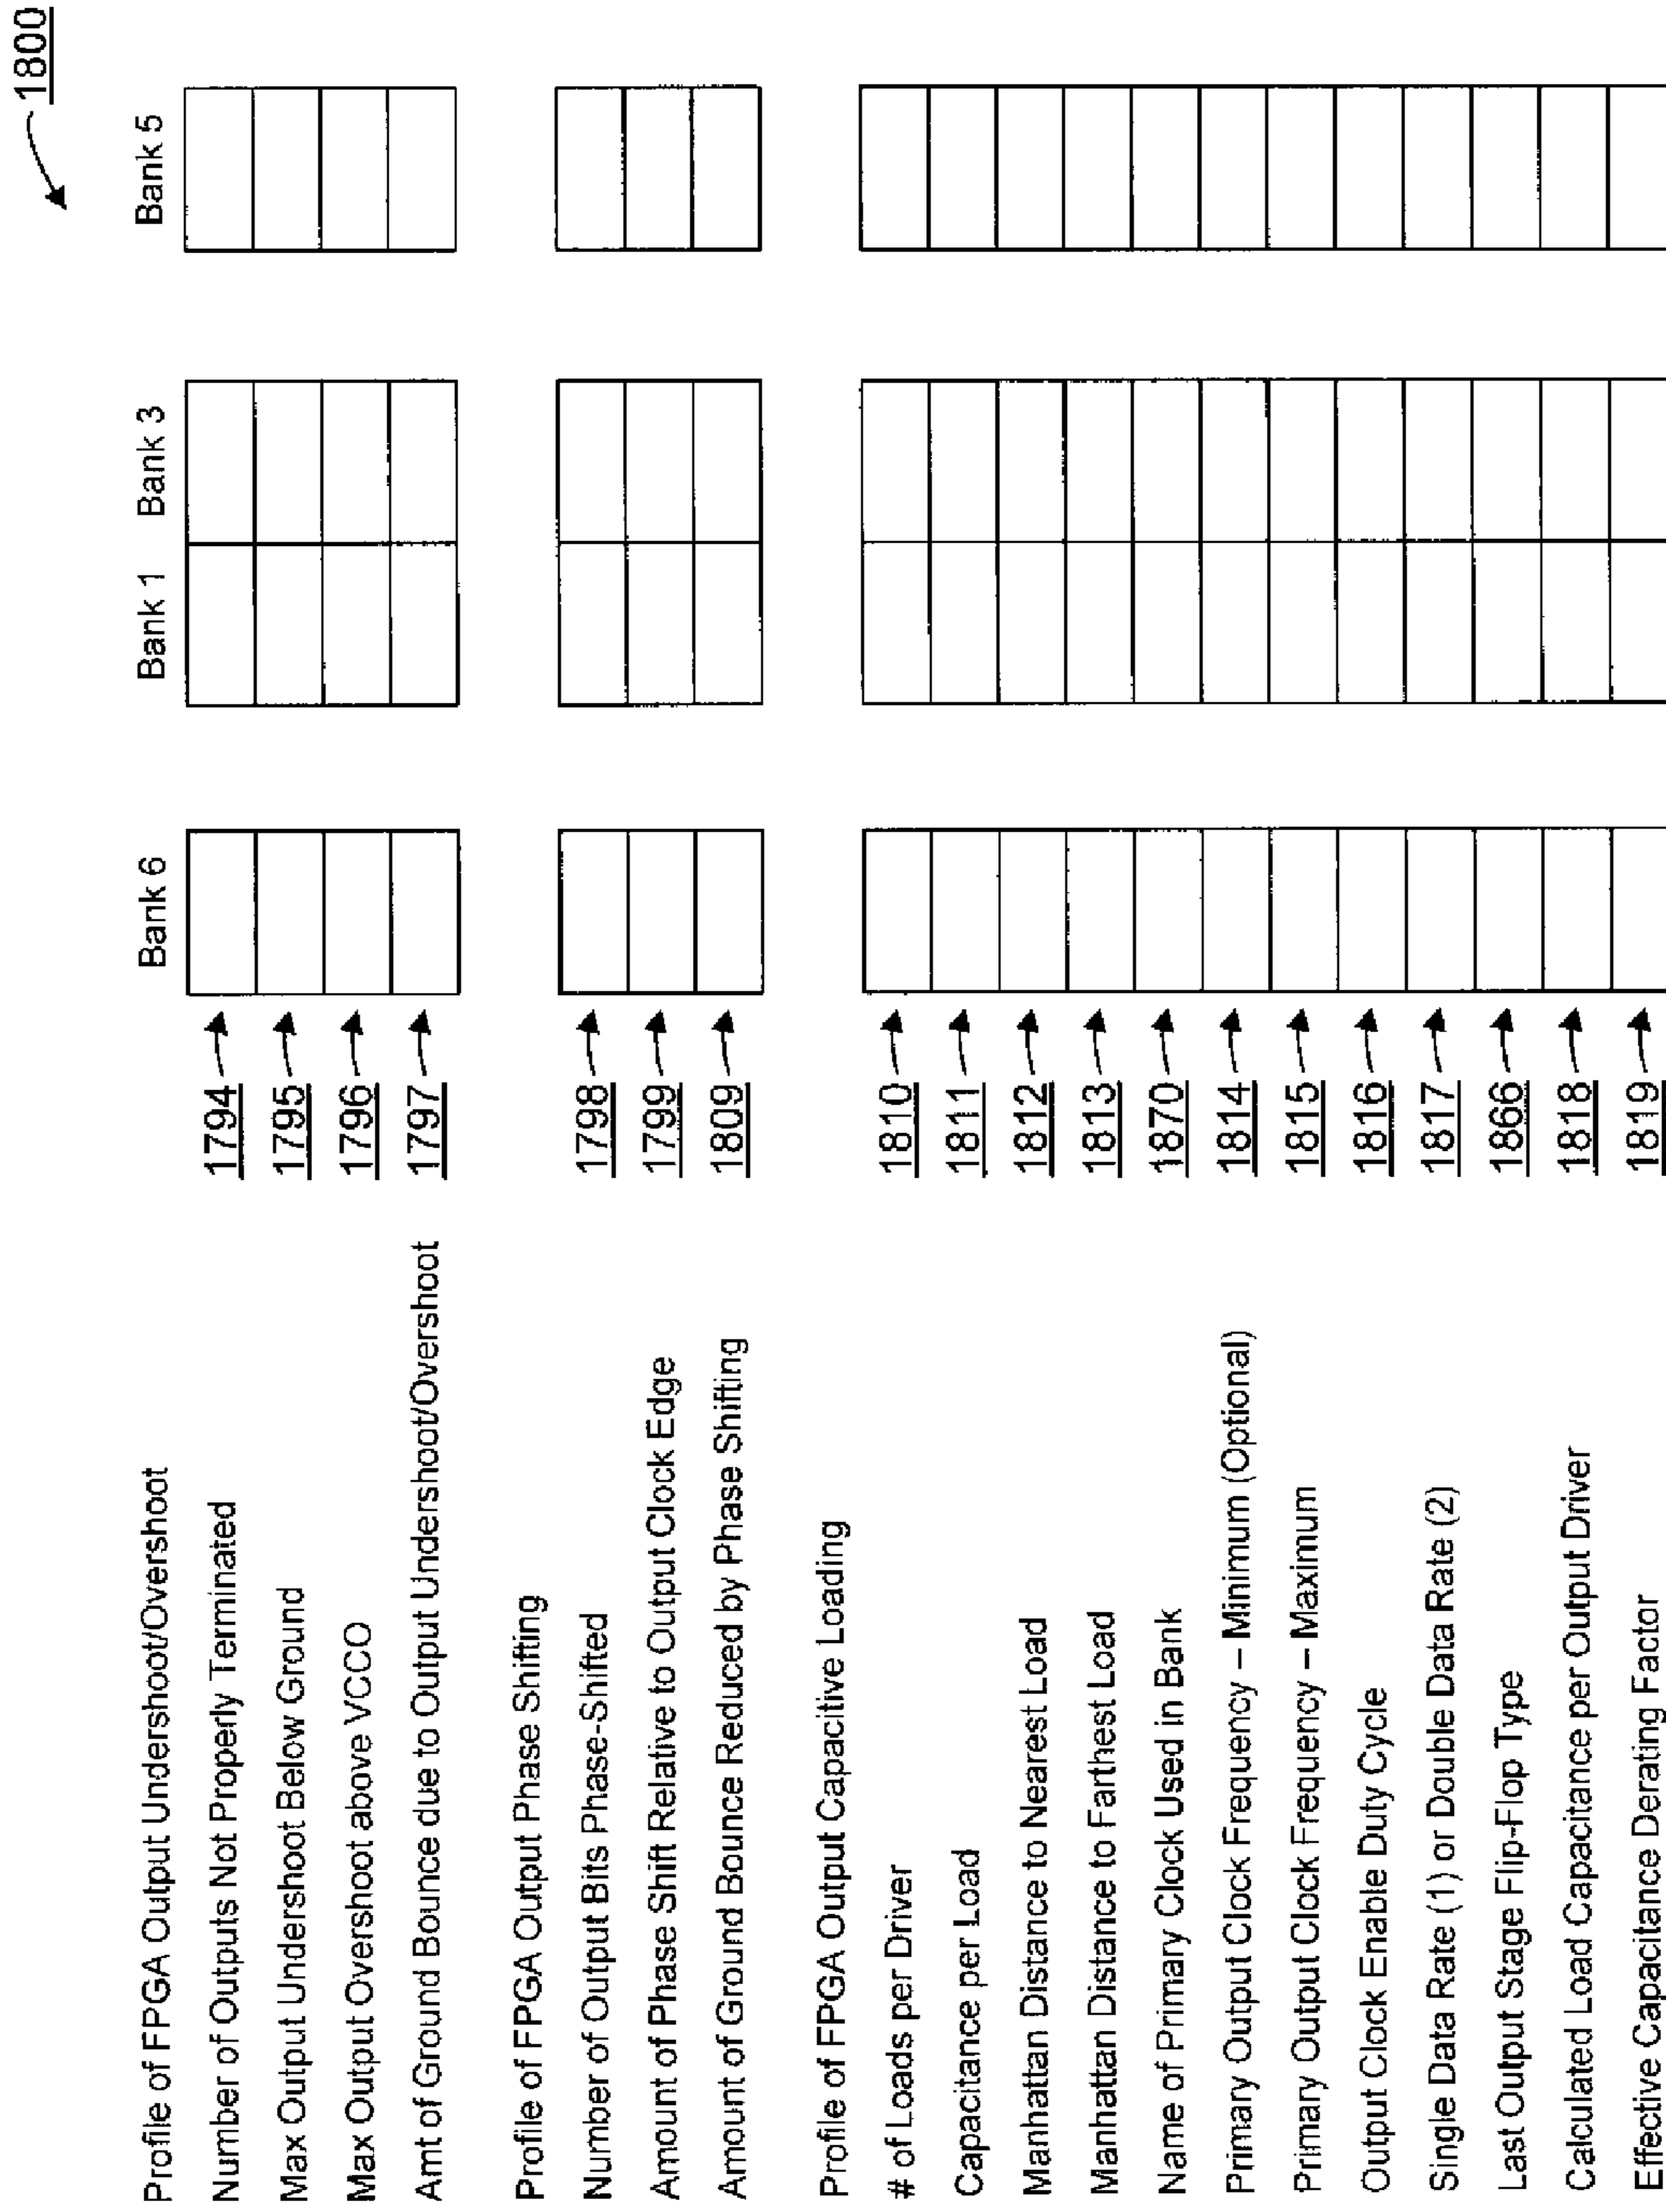 1800
Bank 6 Bank 1 Bank 3 Bank 5
Profile of FPGA Output Undershoot/Overshoot
Number of Outputs Not Properly Terminated 1794
Max Output Undershoot Below Ground 1795
Max Output Overshoot above VCCO 1796
Amt of Ground Bounce due to Output Undershoot/Overshoot 1797
Profile of FPGA Output Phase Shifting
Number of Output Bits Phase-Shifted 1798
Amount of Phase Shift Relative to Output Clock Edge 1799
Amount of Ground Bounce Reduced by Phase Shifting 1809
Profile of FPGA Output Capacitive Loading
# of Loads per Driver 1810
Capacitance per Load 1811
Manhattan Distance to Nearest Load 1812
Manhattan Distance to Farthest Load 1813
Name of Primary Clock Used in Bank 1870
Primary Output Clock Frequency – Minimum (Optional) 1814
Primary Output Clock Frequency – Maximum 1815
Output Clock Enable Duty Cycle 1816
Single Data Rate (1) or Double Data Rate (2) 1817
Last Output Stage Flip-Flop Type 1866
Calculated Load Capacitance per Output Driver 1818
Effective Capacitance Derating Factor 1819